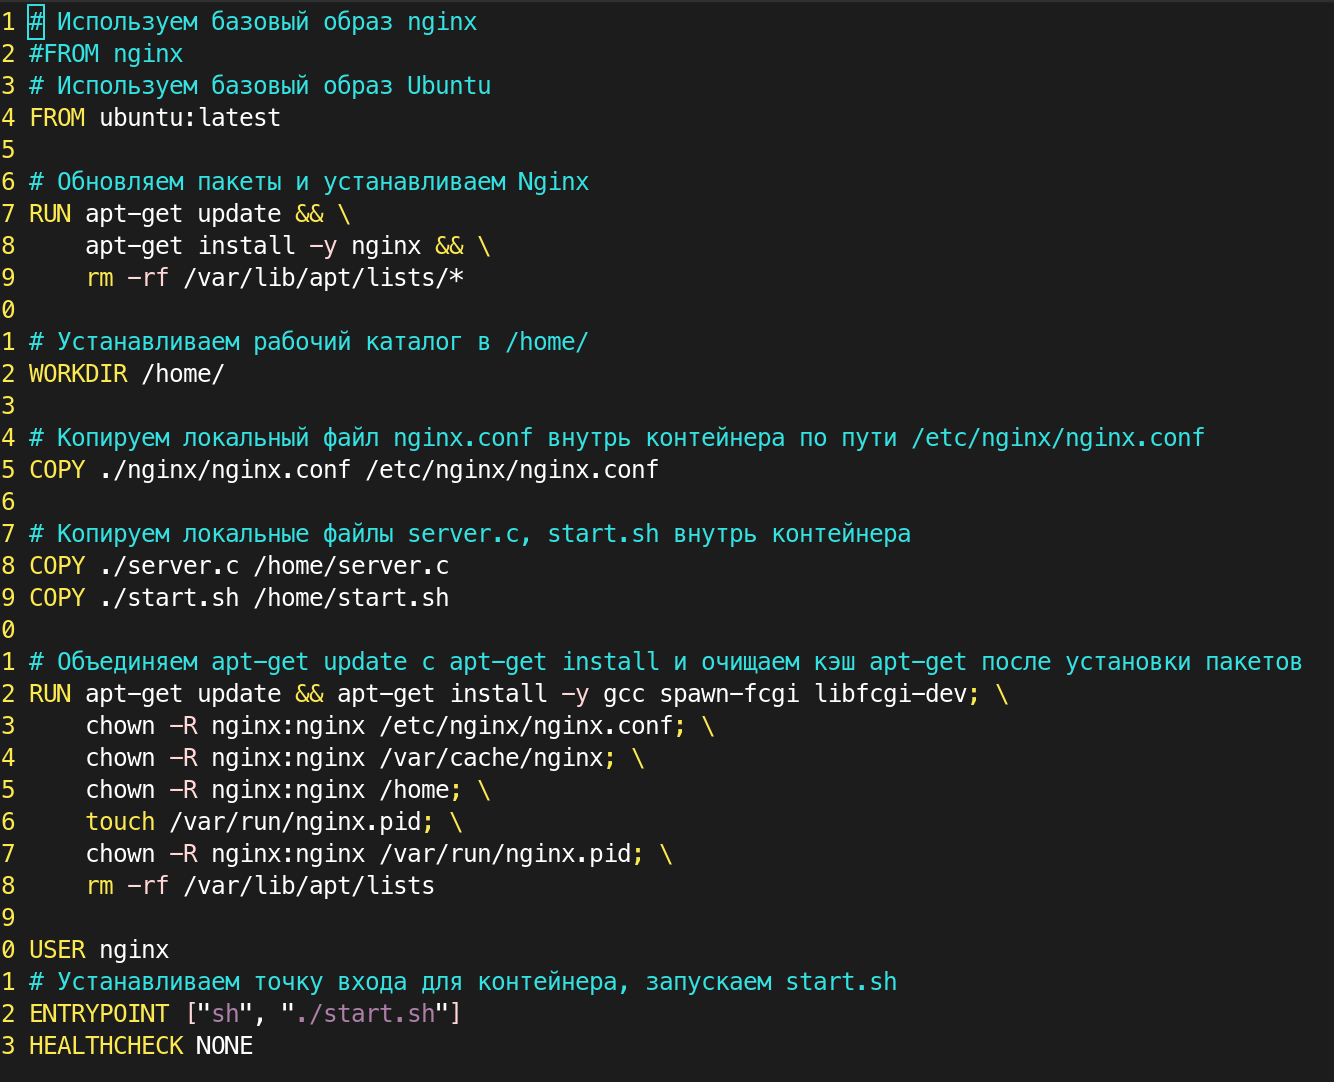 1 # Используем базовый образ nginx
2 #FROM nginx
3 # Используем базовый образ Ubuntu
4 FROM ubuntu:latest
5
6 # Обновляем пакеты и устанавливаем Nginx
7 RUN apt-get update && \
8     apt-get install -y nginx && \
9     rm -rf /var/lib/apt/lists/*
0
1 # Устанавливаем рабочий каталог в /home/
2 WORKDIR /home/
3
4 # Копируем локальный файл nginx.conf внутрь контейнера по пути /etc/nginx/nginx.conf
5 COPY ./nginx/nginx.conf /etc/nginx/nginx.conf
6
7 # Копируем локальные файлы server.c, start.sh внутрь контейнера
8 COPY ./server.c /home/server.c
9 COPY ./start.sh /home/start.sh
0
1 # Объединяем apt-get update с apt-get install и очищаем кэш apt-get после установки пакетов
2 RUN apt-get update && apt-get install -y gcc spawn-fcgi libfcgi-dev; \
3     chown -R nginx:nginx /etc/nginx/nginx.conf; \
4     chown -R nginx:nginx /var/cache/nginx; \
5     chown -R nginx:nginx /home; \
6     touch /var/run/nginx.pid; \
7     chown -R nginx:nginx /var/run/nginx.pid; \
8     rm -rf /var/lib/apt/lists
9
0 USER nginx
1 # Устанавливаем точку входа для контейнера, запускаем start.sh
2 ENTRYPOINT ["sh", "./start.sh"]
3 HEALTHCHECK NONE